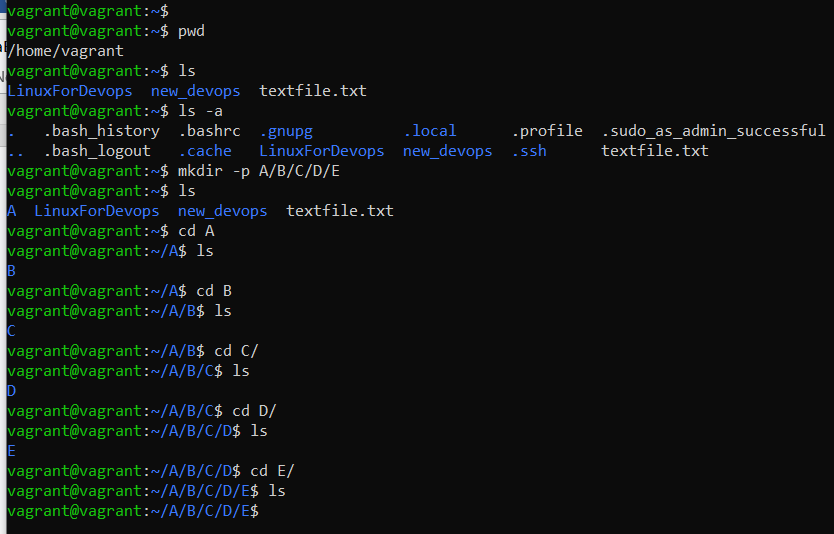 vagrant@vagrant:~$
vagrant@vagrant:~$ pwd
/home/vagrant
vagrant@vagrant:~$ ls
LinuxForDevops  new_devops  textfile.txt
vagrant@vagrant:~$ ls -a
.   .bash_history  .bashrc  .gnupg          .local      .profile  .sudo_as_admin_successful
..  .bash_logout   .cache   LinuxForDevops  new_devops  .ssh      textfile.txt
vagrant@vagrant:~$ mkdir -p A/B/C/D/E
vagrant@vagrant:~$ ls
A  LinuxForDevops  new_devops  textfile.txt
vagrant@vagrant:~$ cd A
vagrant@vagrant:~/A$ ls
B
vagrant@vagrant:~/A$ cd B
vagrant@vagrant:~/A/B$ ls
C
vagrant@vagrant:~/A/B$ cd C/
vagrant@vagrant:~/A/B/C$ ls
D
vagrant@vagrant:~/A/B/C$ cd D/
vagrant@vagrant:~/A/B/C/D$ ls
E
vagrant@vagrant:~/A/B/C/D$ cd E/
vagrant@vagrant:~/A/B/C/D/E$ ls
vagrant@vagrant:~/A/B/C/D/E$